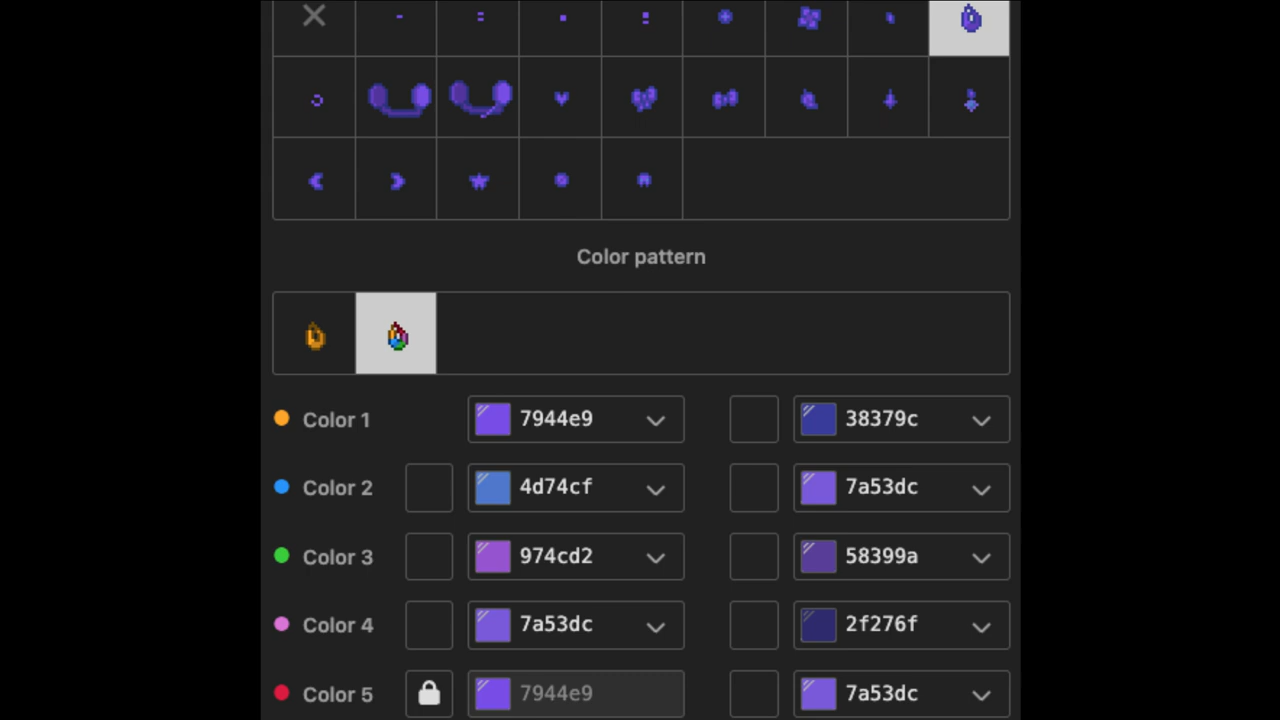 Color pattern
Color 1 7944e9 38379c
Color 2 4d74cf 7a53dc
Color 3 974cd2 58399a
Color 4 7a53dc 2f276f
Color 5 7944e9 7a53dc